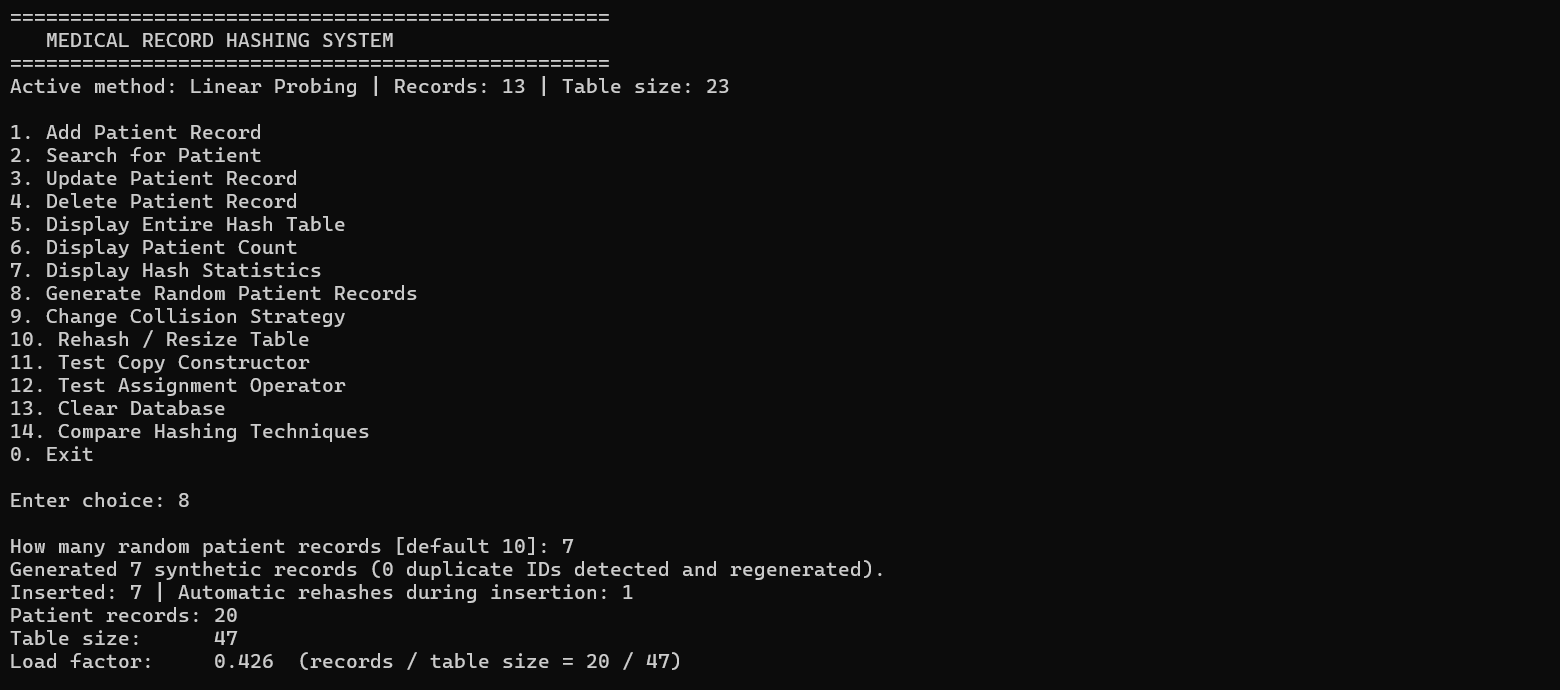 ==================================================
   MEDICAL RECORD HASHING SYSTEM
==================================================
Active method: Linear Probing | Records: 13 | Table size: 23
1. Add Patient Record
2. Search for Patient
3. Update Patient Record
4. Delete Patient Record
5. Display Entire Hash Table
6. Display Patient Count
7. Display Hash Statistics
8. Generate Random Patient Records
9. Change Collision Strategy
10. Rehash / Resize Table
11. Test Copy Constructor
12. Test Assignment Operator
13. Clear Database
14. Compare Hashing Techniques
0. Exit
Enter choice: 8
How many random patient records [default 10]: 7
Generated 7 synthetic records (0 duplicate IDs detected and regenerated).
Inserted: 7 | Automatic rehashes during insertion: 1
Patient records: 20
Table size:      47
Load factor:     0.426  (records / table size = 20 / 47)